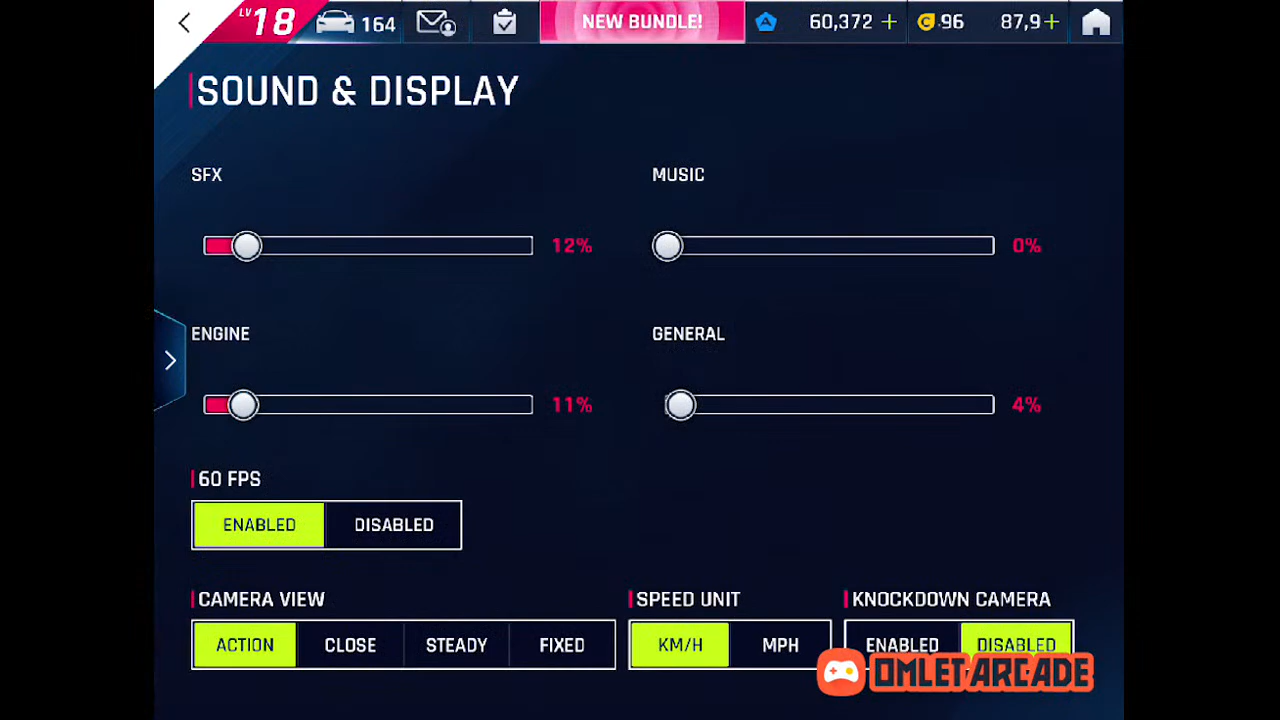 LV 18 164 NEW BUNDLE! 60,372 + 96 87,9+
SOUND & DISPLAY
SFX MUSIC
12% 0%
ENGINE GENERAL
11% 4%
60 FPS
ENABLED DISABLED
CAMERA VIEW SPEED UNIT KNOCKDOWN CAMERA
ACTION CLOSE STEADY FIXED KM/H MPH ENABLED DISABLED
OMLET ARCADE